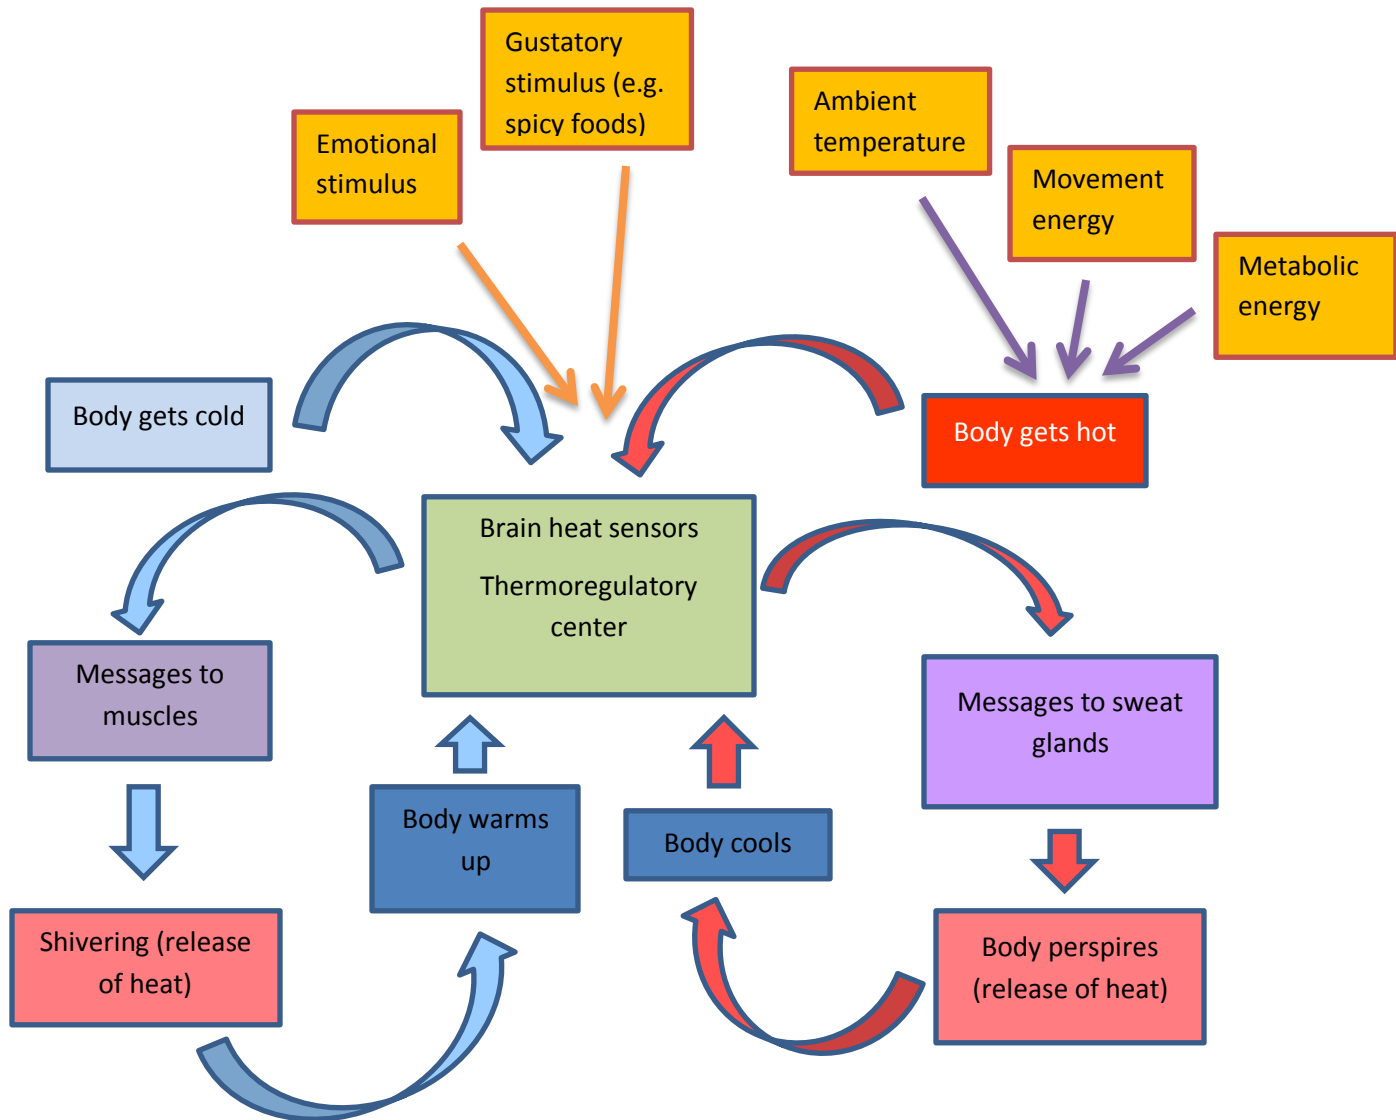 Gustatory
stimulus (e.g.
spicy foods)
Emotional
stimulus
Ambient
temperature
Movement
energy
Metabolic
energy
Body gets cold
Body gets hot
Brain heat sensors
Thermoregulatory
center
Messages to
muscles
Messages to sweat
glands
Body warms
up
Body cools
Shivering (release
of heat)
Body perspires
(release of heat)